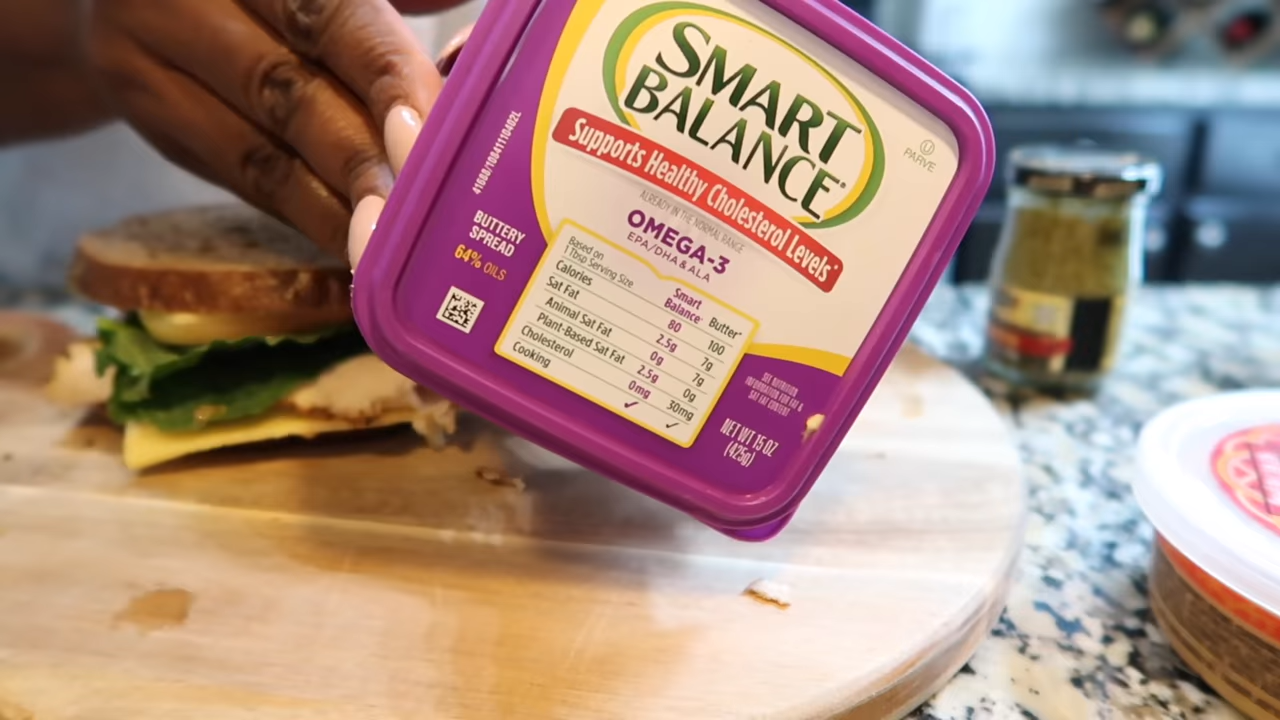 SMART
BALANCE®
Supports Healthy Cholesterol Levels*
ALREADY IN THE NORMAL RANGE
OMEGA-3
EPA/DHA & ALA
U
PARVE
BUTTERY
SPREAD
64% OILS
Based on
1 Tbsp Serving Size
Smart
Balance® Butter*
Calories 80 100
Sat Fat 2.5g 7g
Animal Sat Fat 0g 7g
Plant-Based Sat Fat 2.5g 0g
Cholesterol 0mg 30mg
Cooking ✓ ✓
SEE NUTRITION
INFORMATION FOR FAT &
SAT FAT CONTENT.
NET WT 15 OZ
(425g)